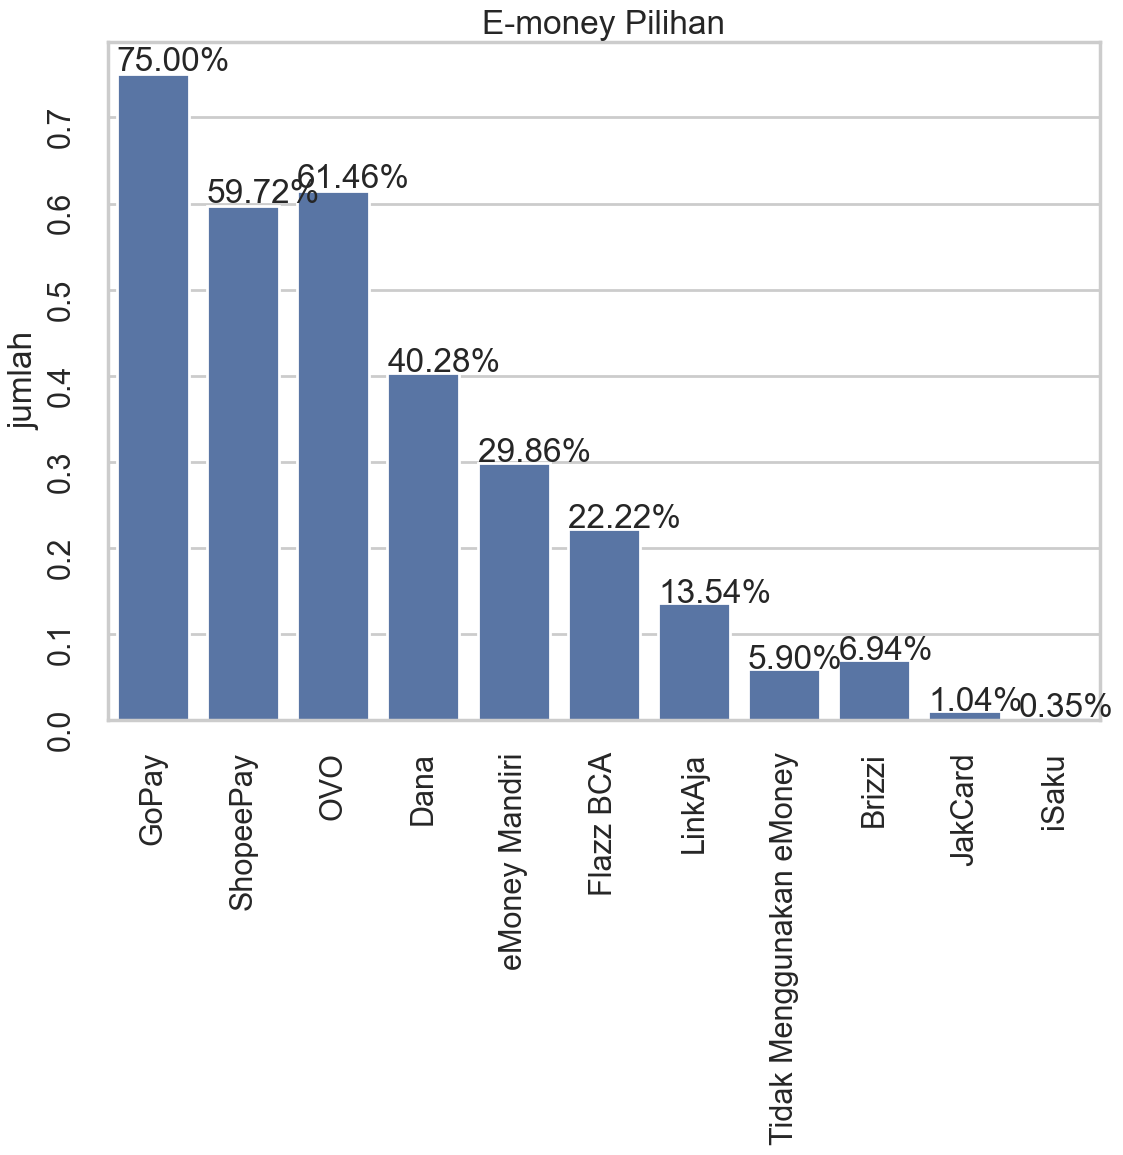 E-money Pilihan
75.00%
59.72%
61.46%
40.28%
29.86%
22.22%
13.54%
5.90%
6.94%
1.04%
0.35%
jumlah
0.7
0.6
0.5
0.4
0.3
0.2
0.1
0.0
GoPay
ShopeePay
OVO
Dana
eMoney Mandiri
Flazz BCA
LinkAja
Tidak Menggunakan eMoney
Brizzi
JakCard
iSaku